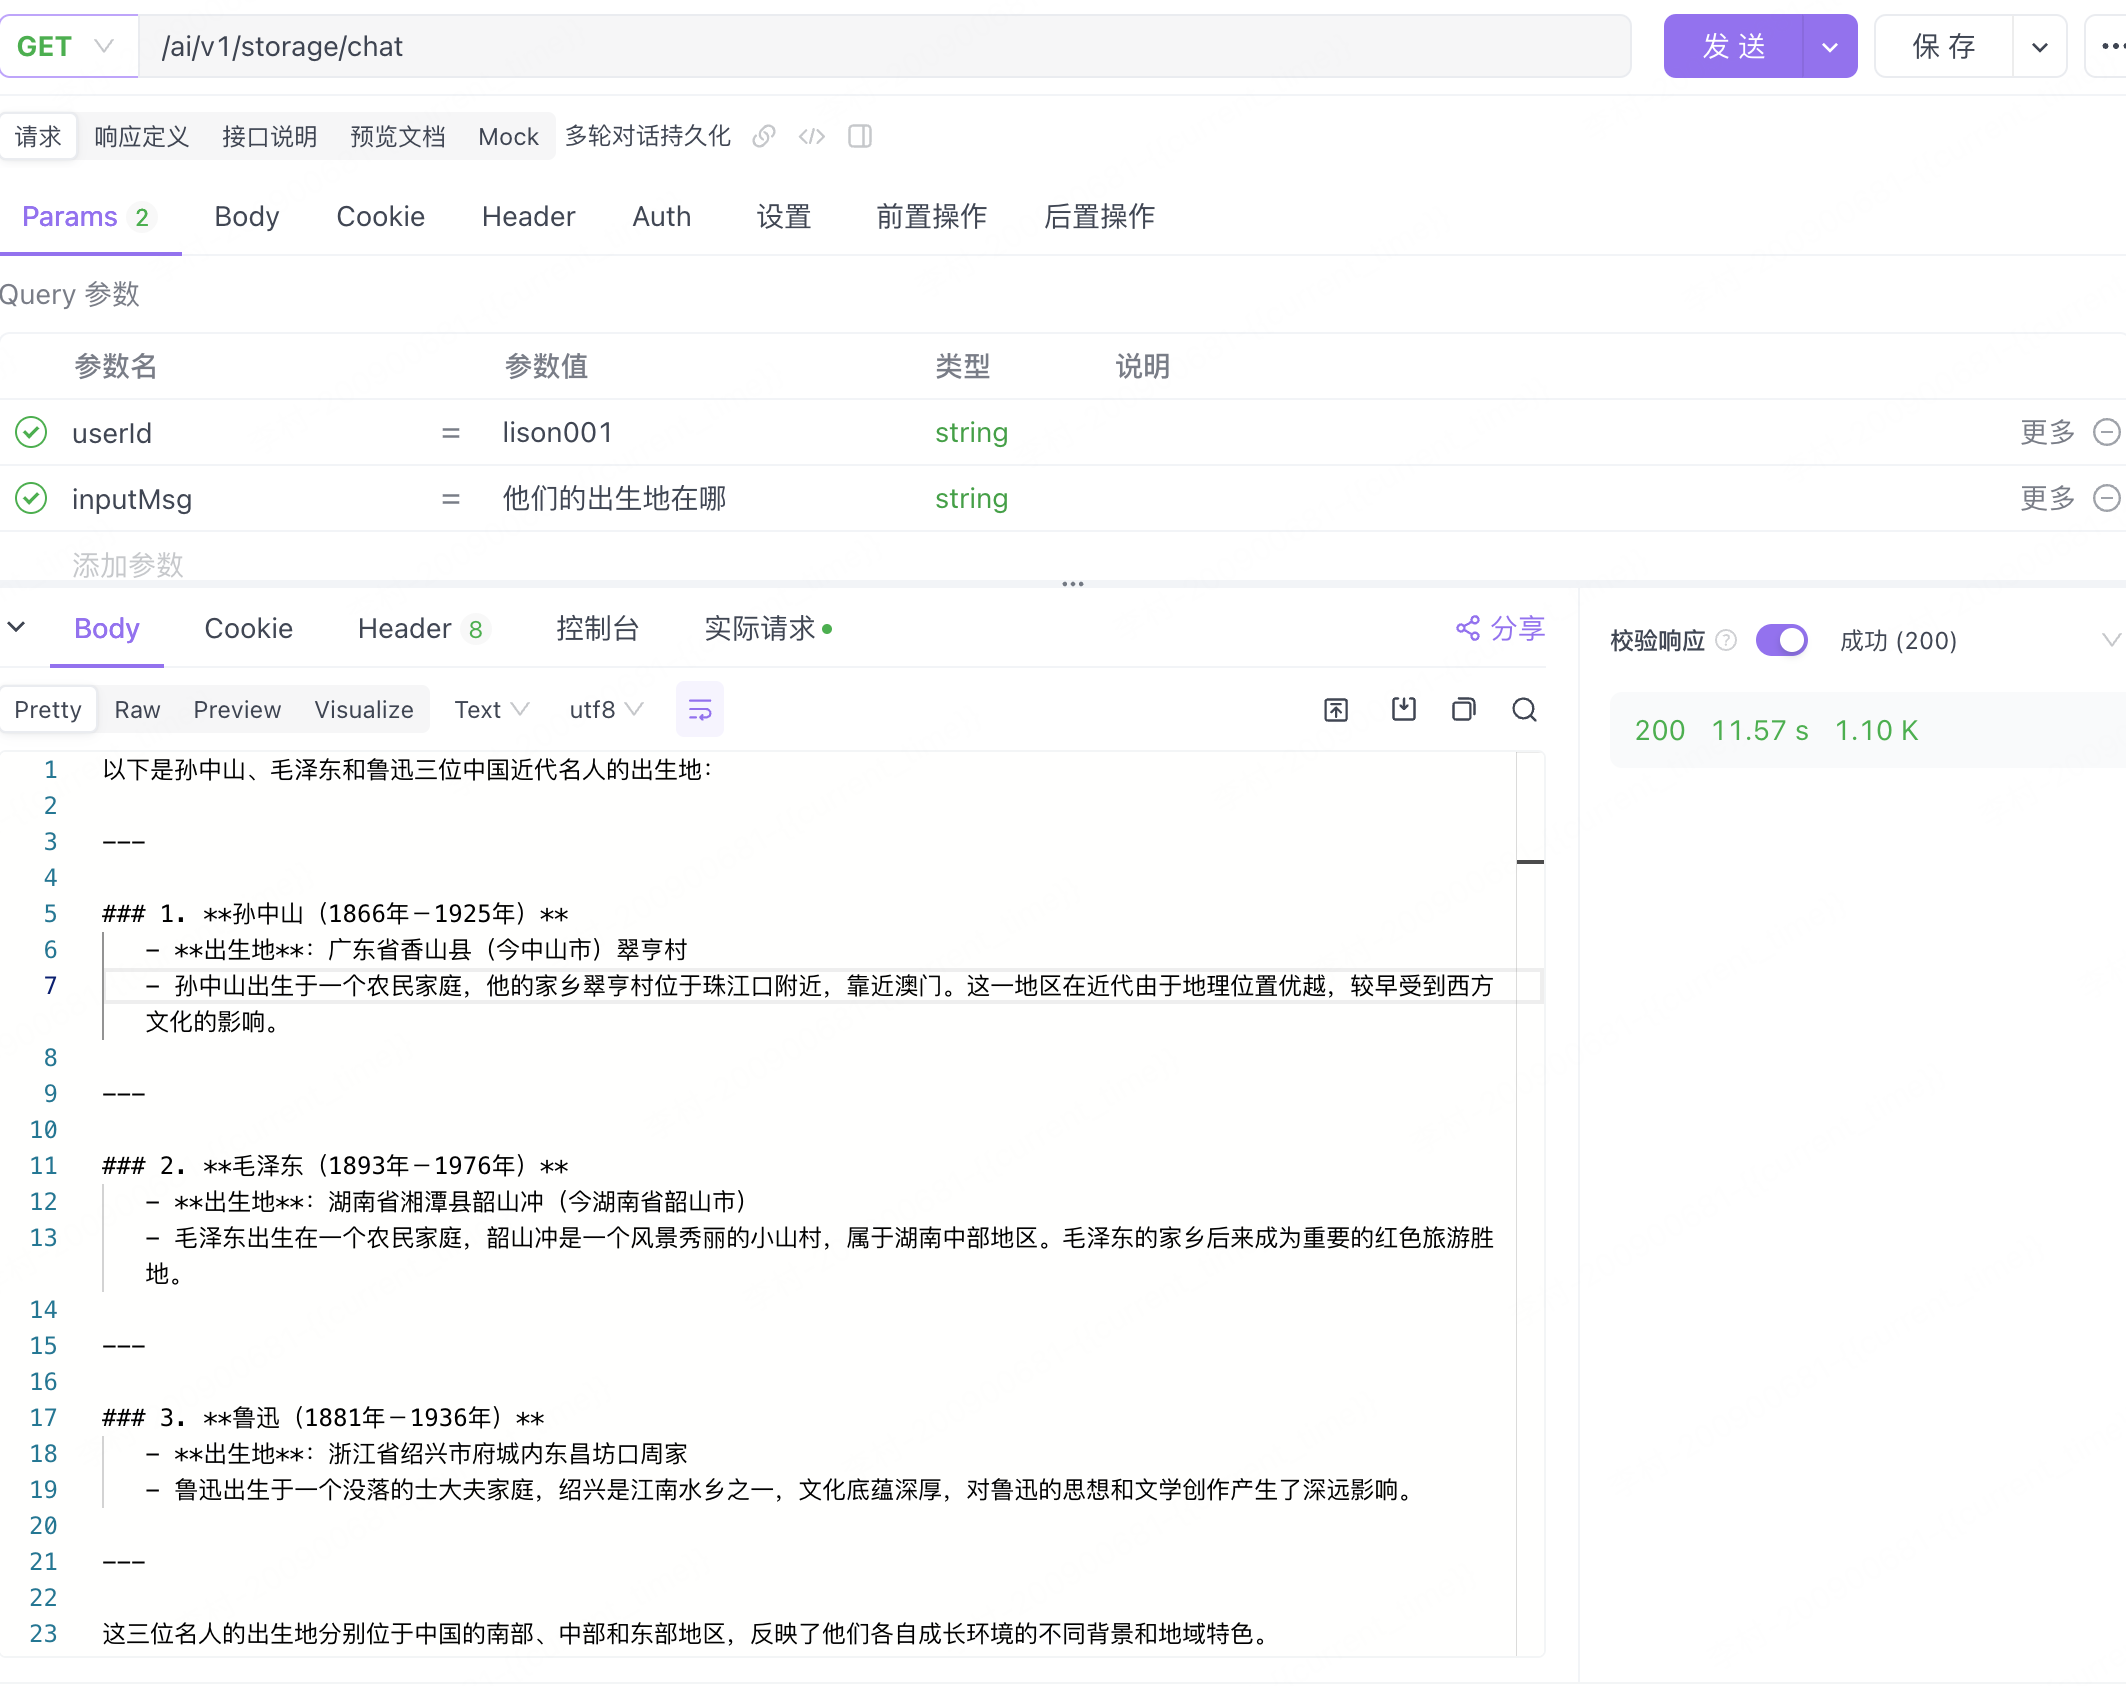 GET /ai/v1/storage/chat 发 送 保 存
请求 响应定义 接口说明 预览文档 Mock 多轮对话持久化
Params 2 Body Cookie Header Auth 设置 前置操作 后置操作
Query 参数
参数名 参数值 类型 说明
userId = lison001 string 更多
inputMsg = 他们的出生地在哪 string 更多
添加参数
Body Cookie Header 8 控制台 实际请求 分享
校验响应 ? 成功 (200)
Pretty Raw Preview Visualize Text utf8
200 11.57 s 1.10 K
1 以下是孙中山、毛泽东和鲁迅三位中国近代名人的出生地：
2
3 ---
4
5 ### 1. **孙中山（1866年－1925年）**
6 - **出生地**：广东省香山县（今中山市）翠亨村
7 - 孙中山出生于一个农民家庭，他的家乡翠亨村位于珠江口附近，靠近澳门。这一地区在近代由于地理位置优越，较早受到西方
文化的影响。
8
9 ---
10
11 ### 2. **毛泽东（1893年－1976年）**
12 - **出生地**：湖南省湘潭县韶山冲（今湖南省韶山市）
13 - 毛泽东出生在一个农民家庭，韶山冲是一个风景秀丽的小山村，属于湖南中部地区。毛泽东的家乡后来成为重要的红色旅游胜
地。
14
15 ---
16
17 ### 3. **鲁迅（1881年－1936年）**
18 - **出生地**：浙江省绍兴市府城内东昌坊口周家
19 - 鲁迅出生于一个没落的士大夫家庭，绍兴是江南水乡之一，文化底蕴深厚，对鲁迅的思想和文学创作产生了深远影响。
20
21 ---
22
23 这三位名人的出生地分别位于中国的南部、中部和东部地区，反映了他们各自成长环境的不同背景和地域特色。